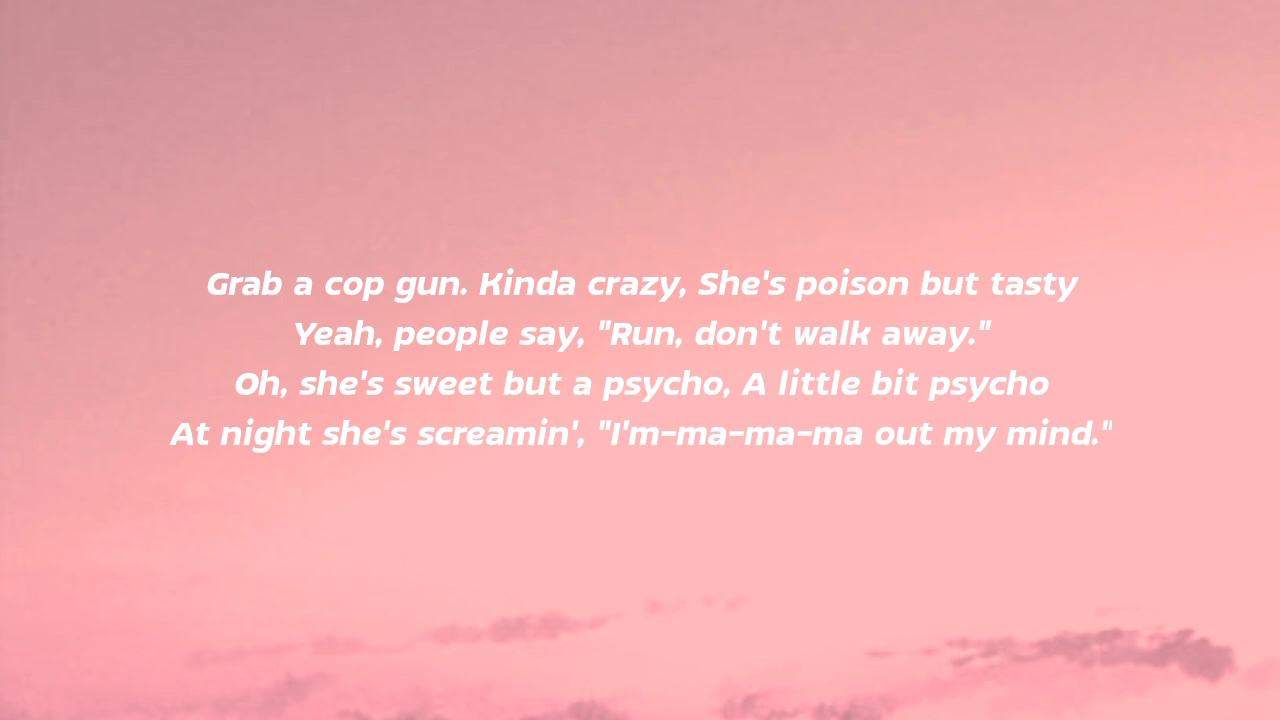 Grab a cop gun. Kinda crazy, She's poison but tasty
Yeah, people say, "Run, don't walk away."
Oh, she's sweet but a psycho, A little bit psycho
At night she's screamin', "I'm-ma-ma-ma out my mind."